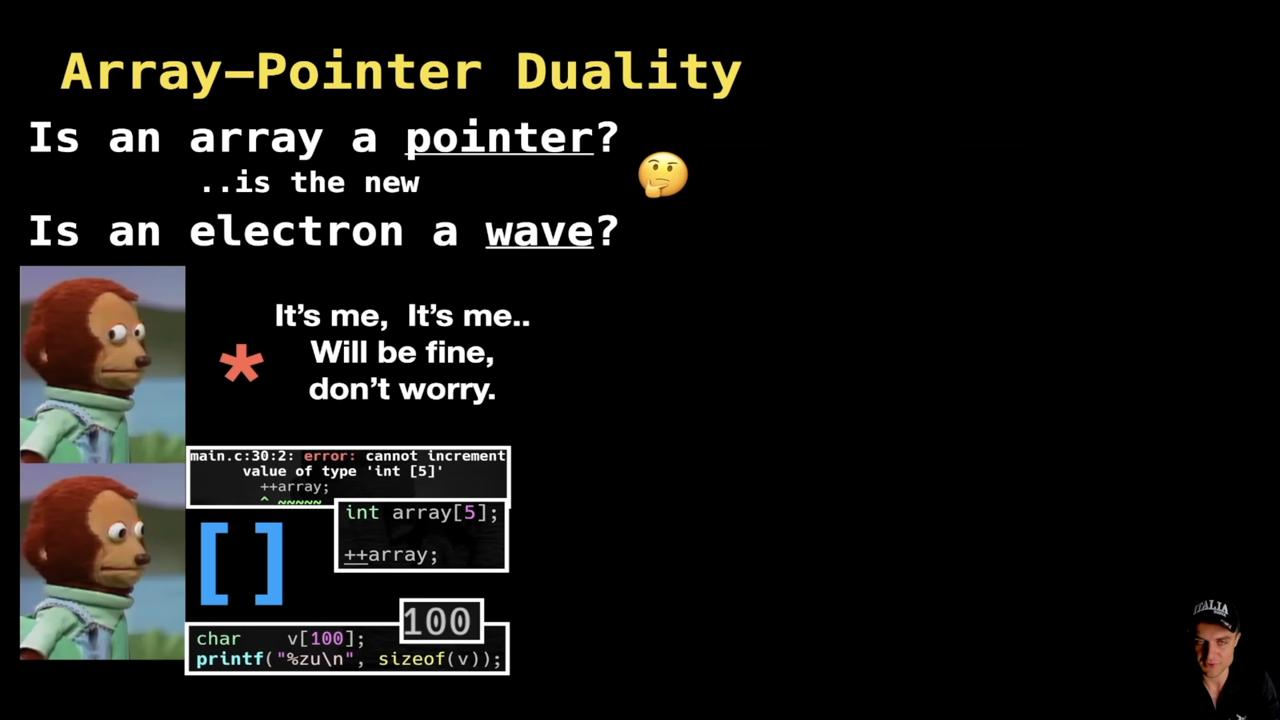 Array–Pointer Duality
Is an array a pointer?
..is the new
Is an electron a wave?
It’s me, It’s me..
Will be fine,
don’t worry.
*
main.c:30:2: error: cannot increment
value of type 'int [5]'
++array;
^ ~~~~~
int array[5];
++array;
[]
100
char v[100];
printf("%zu\n", sizeof(v));
ITALIA